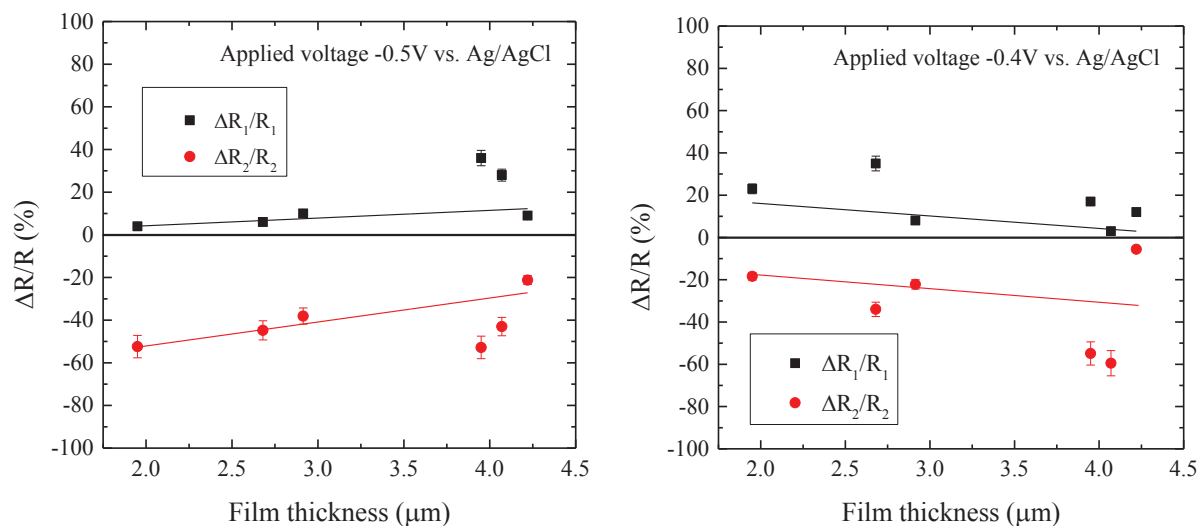 Applied voltage -0.5V vs. Ag/AgCl
ΔR₁/R₁
ΔR₂/R₂
100
80
60
40
20
0
-20
-40
-60
-80
-100
ΔR/R (%)
2.0 2.5 3.0 3.5 4.0 4.5
Film thickness (μm)
Applied voltage -0.4V vs. Ag/AgCl
100
80
60
40
20
0
-20
-40
-60
-80
-100
ΔR/R (%)
ΔR₁/R₁
ΔR₂/R₂
2.0 2.5 3.0 3.5 4.0 4.5
Film thickness (μm)